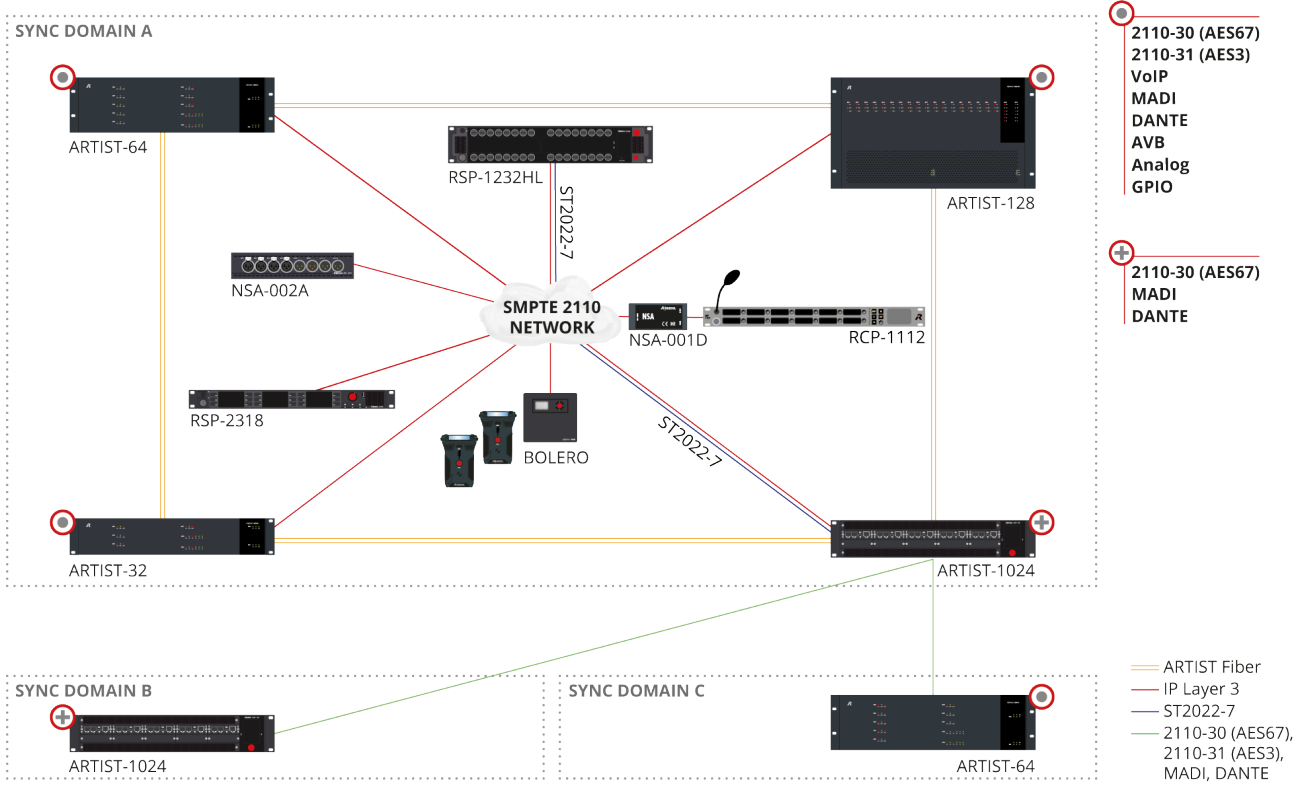 SYNC DOMAIN A
ARTIST-64
RSP-1232HL
ARTIST-128
ST2022-7
NSA-002A
SMPTE 2110
NETWORK
NSA
NSA-001D
RCP-1112
RSP-2318
BOLERO
ST2022-7
ARTIST-32
ARTIST-1024
SYNC DOMAIN B
ARTIST-1024
SYNC DOMAIN C
ARTIST-64
2110-30 (AES67)
2110-31 (AES3)
VoIP
MADI
DANTE
AVB
Analog
GPIO
2110-30 (AES67)
MADI
DANTE
ARTIST Fiber
IP Layer 3
ST2022-7
2110-30 (AES67),
2110-31 (AES3),
MADI, DANTE